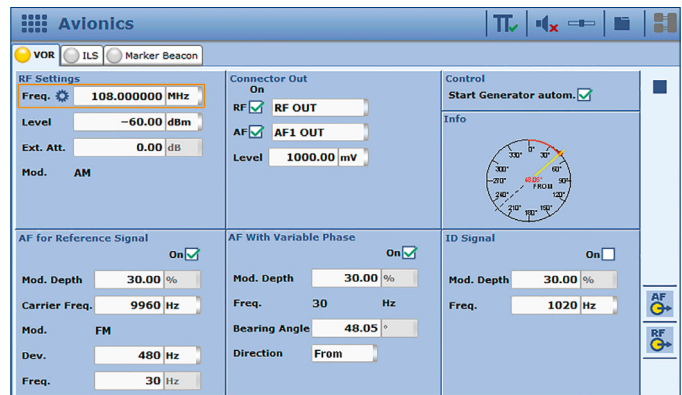 Avionics
VOR ILS Marker Beacon
RF Settings
Freq. 108.000000 MHz
Level -60.00 dBm
Ext. Att. 0.00 dB
Mod. AM
Connector Out
On
RF RF OUT
AF AF1 OUT
Level 1000.00 mV
Control
Start Generator autom.
Info
330° 0° 30°
300° 60°
270° 48.05° 90°
FROM
240° 120°
210° 180° 150°
AF for Reference Signal
On
Mod. Depth 30.00 %
Carrier Freq. 9960 Hz
Mod. FM
Dev. 480 Hz
Freq. 30 Hz
AF With Variable Phase
On
Mod. Depth 30.00 %
Freq. 30 Hz
Bearing Angle 48.05 °
Direction From
ID Signal
On
Mod. Depth 30.00 %
Freq. 1020 Hz
AF
RF